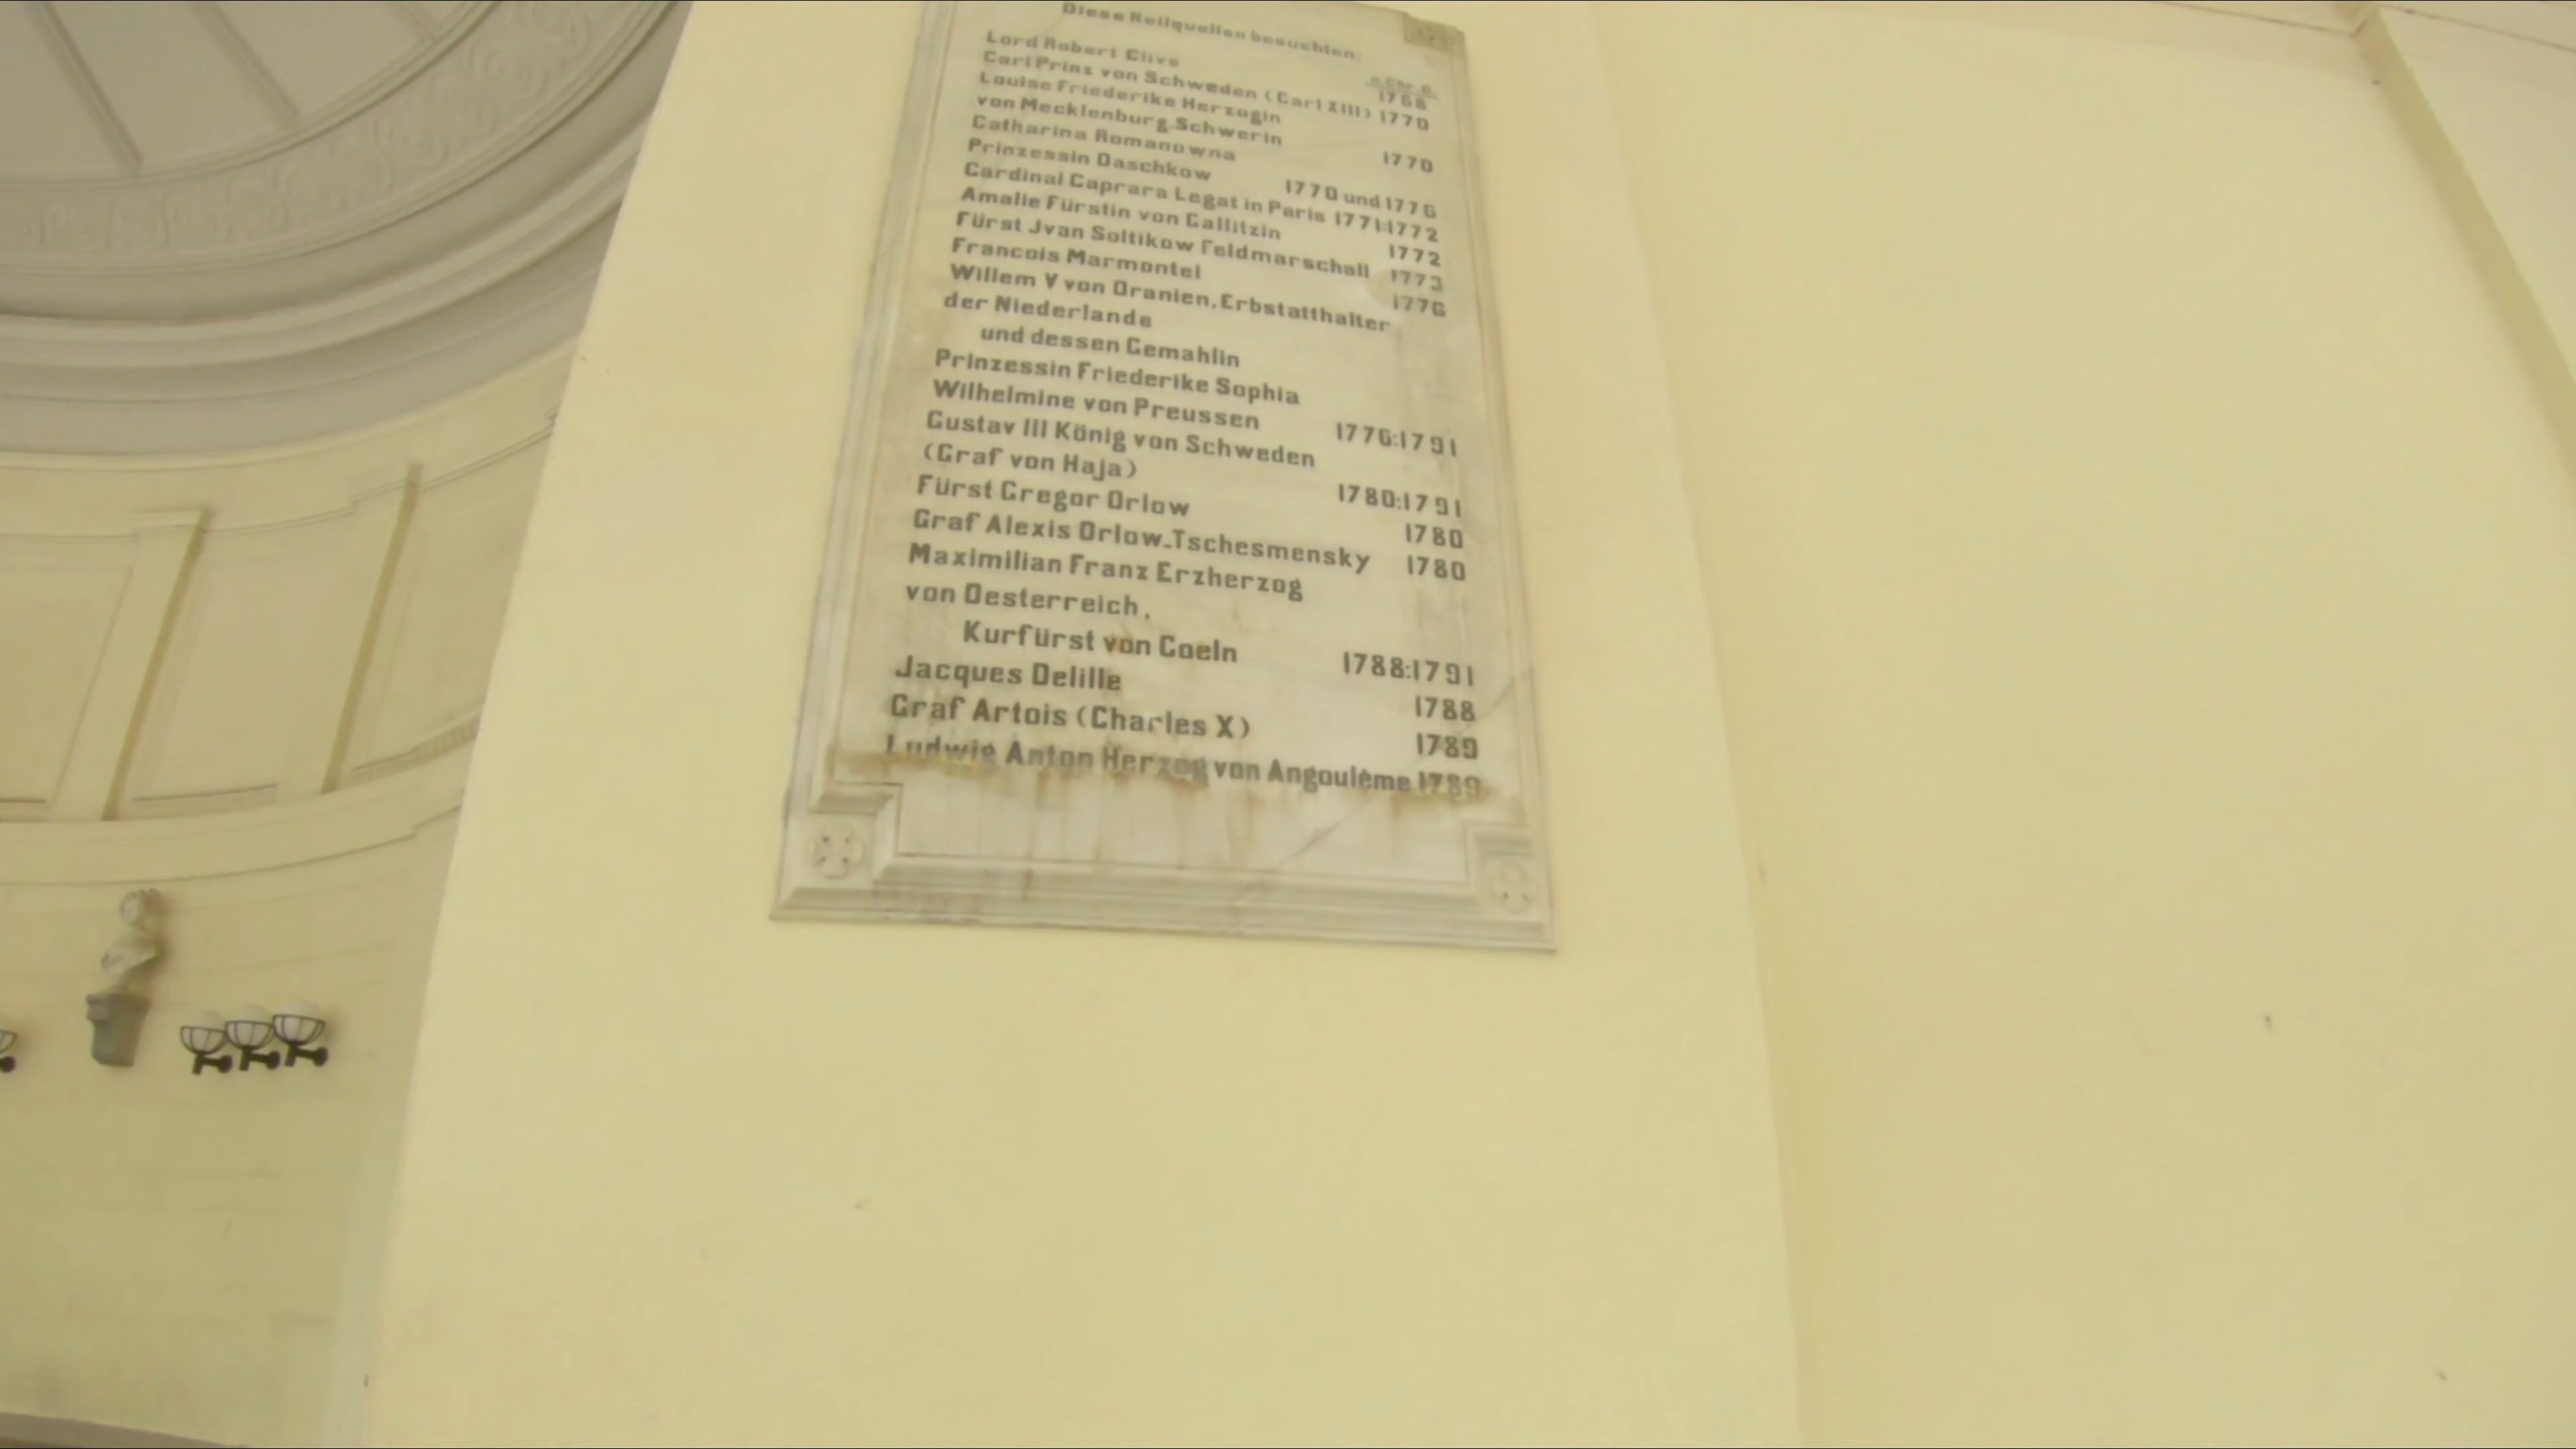 Diese Heilquellen besuchten:
n.Chr.G.
Lord Robert Clive 1768
Carl Prinz von Schweden (Carl XIII) 1770
Louise Friederike Herzogin
von Mecklenburg-Schwerin 1770
Catharina Romanowna
Prinzessin Daschkow 1770 und 1776
Cardinal Caprara Legat in Paris 1771:1772
Amalie Fürstin von Gallitzin 1772
Fürst Jvan Soltikow Feldmarschall 1773
Francois Marmontel 1776
Willem V von Oranien, Erbstatthalter
der Niederlande
und dessen Gemahlin
Prinzessin Friederike Sophia
Wilhelmine von Preussen 1776:1791
Gustav III König von Schweden
(Graf von Haja) 1780:1791
Fürst Gregor Orlow 1780
Graf Alexis Orlow-Tschesmensky 1780
Maximilian Franz Erzherzog
von Oesterreich,
Kurfürst von Coeln 1788:1791
Jacques Delille 1788
Graf Artois (Charles X) 1789
Ludwig Anton Herzog von Angoulème 1789